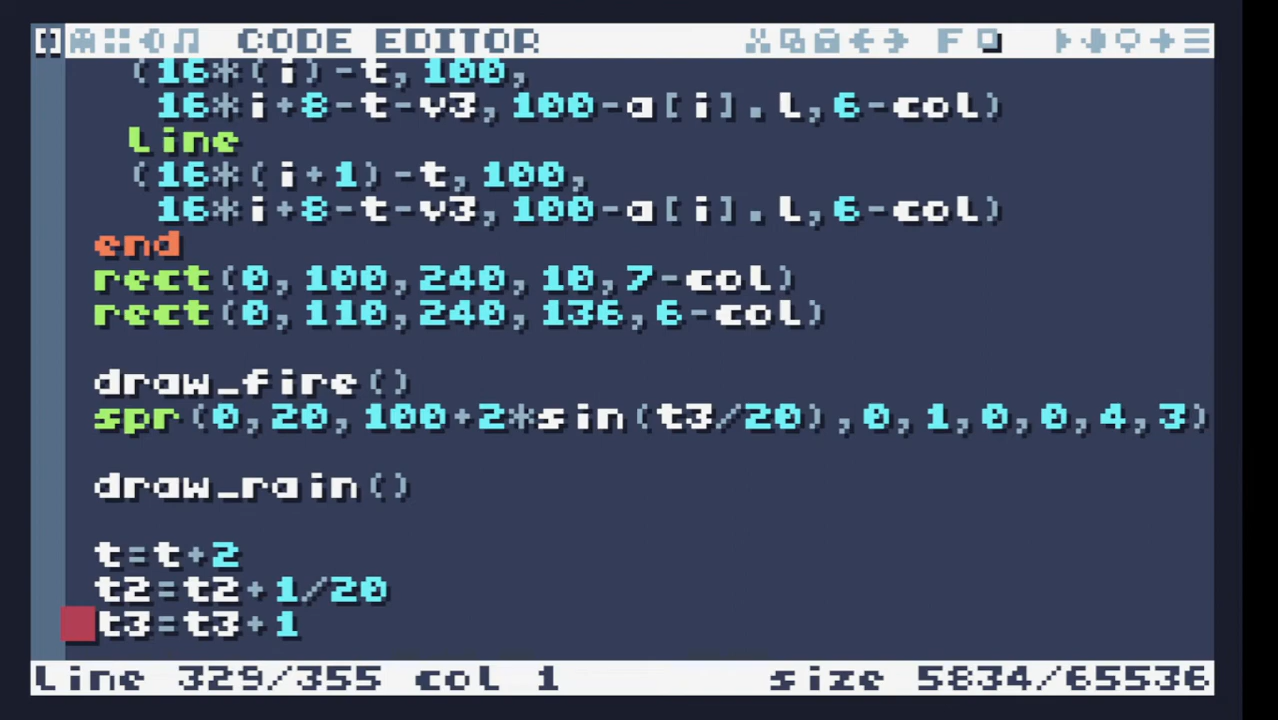 CODE EDITOR F
(16*(i)-t,100,
16*i+8-t-v3,100-a[i].l,6-col)
line
(16*(i+1)-t,100,
16*i+8-t-v3,100-a[i].l,6-col)
end
rect(0,100,240,10,7-col)
rect(0,110,240,136,6-col)
draw_fire()
spr(0,20,100+2*sin(t3/20),0,1,0,0,4,3)
draw_rain()
t=t+2
t2=t2+1/20
t3=t3+1
line 329/355 col 1 size 5834/65536